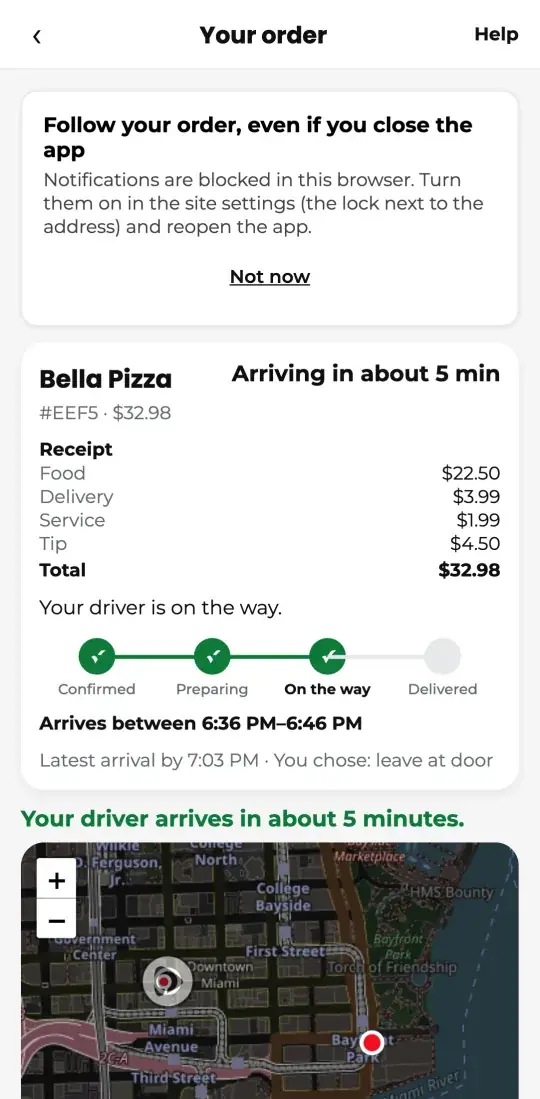 ‹ Your order Help
Follow your order, even if you close the
app
Notifications are blocked in this browser. Turn
them on in the site settings (the lock next to the
address) and reopen the app.
Not now
Bella Pizza Arriving in about 5 min
#EEF5 · $32.98
Receipt
Food $22.50
Delivery $3.99
Service $1.99
Tip $4.50
Total $32.98
Your driver is on the way.
Confirmed Preparing On the way Delivered
Arrives between 6:36 PM–6:46 PM
Latest arrival by 7:03 PM · You chose: leave at door
Your driver arrives in about 5 minutes.
+
−
Wilkie
D. Ferguson,
Jr.
College
North
Marketplace
College
Bayside
HMS Bounty
Government
Center
First Street
Bayfront
Park
Torch of Friendship
Downtown
Miami
Miami
Avenue
Park
Third Street
Miami River